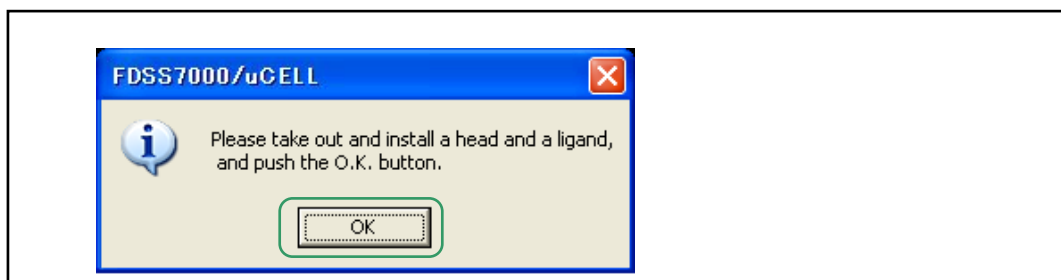 FDSS7000/uCELL
Please take out and install a head and a ligand,
and push the O.K. button.
OK